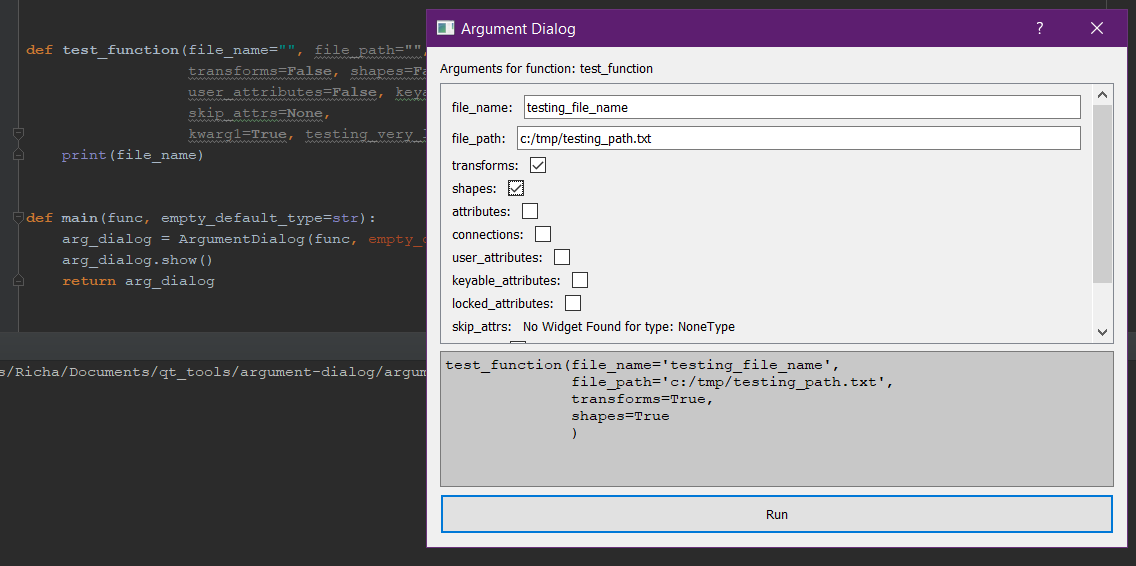 def test_function(file_name="", file_path="",
transforms=False, shapes=Fa
user_attributes=False, keya
skip_attrs=None,
kwarg1=True, testing_very_
print(file_name)
def main(func, empty_default_type=str):
arg_dialog = ArgumentDialog(func, empty_
arg_dialog.show()
return arg_dialog
s/Richa/Documents/qt_tools/argument-dialog/argum
Argument Dialog
?
Arguments for function: test_function
file_name: testing_file_name
file_path: c:/tmp/testing_path.txt
transforms:
shapes:
attributes:
connections:
user_attributes:
keyable_attributes:
locked_attributes:
skip_attrs: No Widget Found for type: NoneType
test_function(file_name='testing_file_name',
file_path='c:/tmp/testing_path.txt',
transforms=True,
shapes=True
)
Run